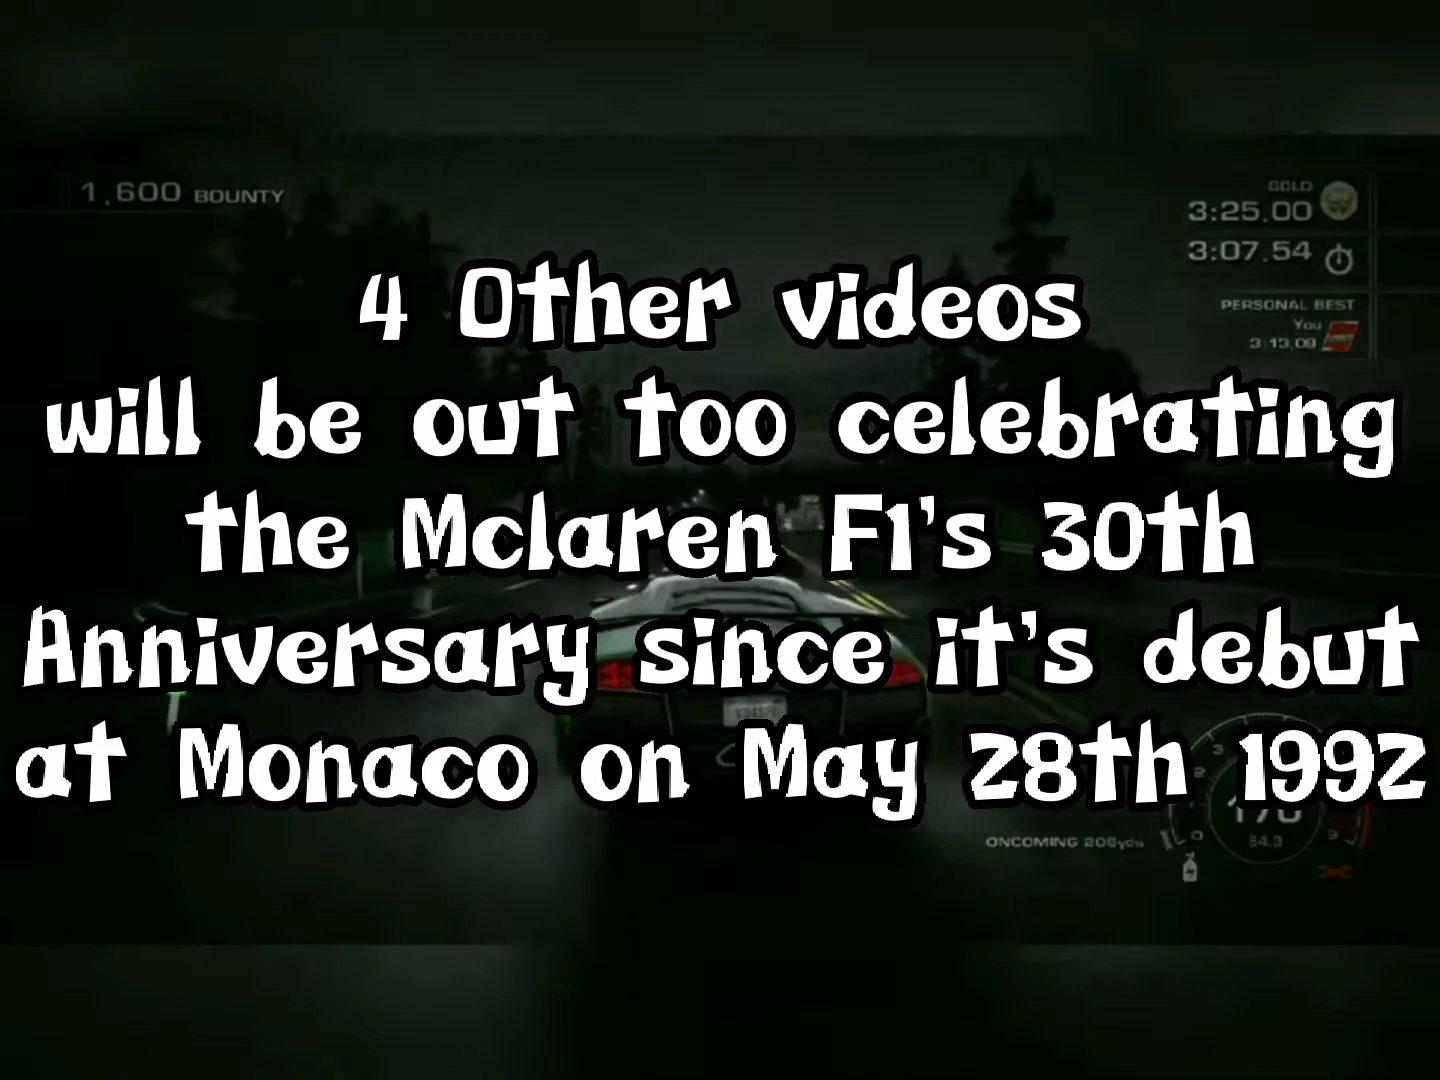 1,600 BOUNTY
GOLD
3:25.00
3:07.54
PERSONAL BEST
You
3:13.09
4 Other videos
will be out too celebrating
the Mclaren F1's 30th
Anniversary since it's debut
at Monaco on May 28th 1992
ONCOMING 208yds